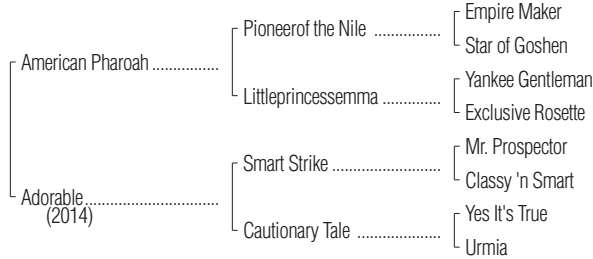 Empire Maker
Pioneerof the Nile ................
Star of Goshen
American Pharoah ................
Yankee Gentleman
Littleprincessemma ..............
Exclusive Rosette
Mr. Prospector
Smart Strike ..........................
Classy 'n Smart
Adorable................................
(2014)
Yes It's True
Cautionary Tale ....................
Urmia